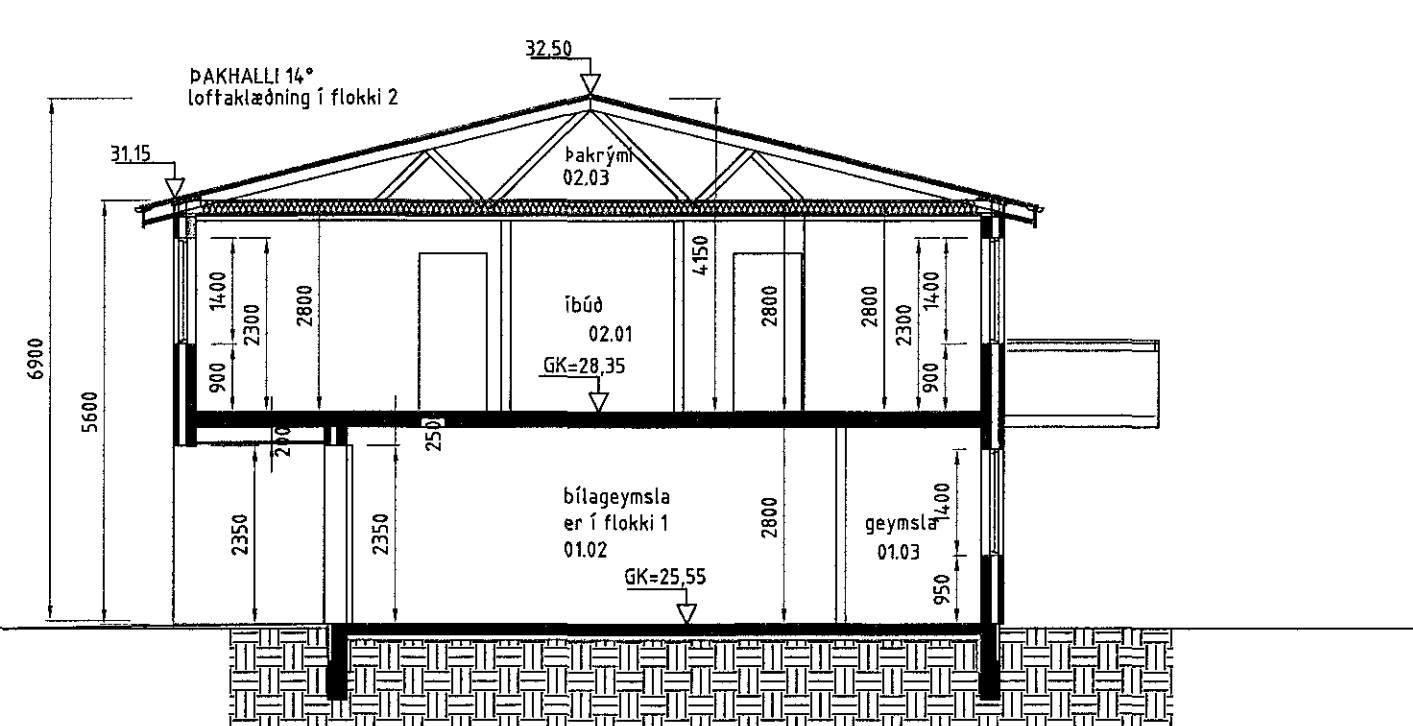 32,50
ÞAKHALLI 14°
loftaklæðning í flokki 2
31,15
þakrými
02.03
6900
5600
1400
2300
2800
900
íbúð
02.01
GK=28,35
4150
2800
2800
2300
1400
900
200
250
2350
2350
bílageymsla
er í flokki 1
01.02
GK=25,55
2800
geymsla
01.03
1400
950